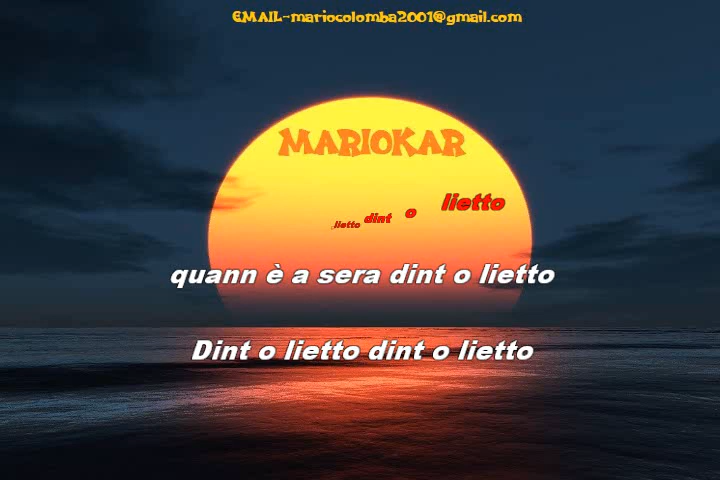 EMAIL-mariocolomba2001@gmail.com
MARIOKAR
lietto dint o lietto
quann è a sera dint o lietto
Dint o lietto dint o lietto